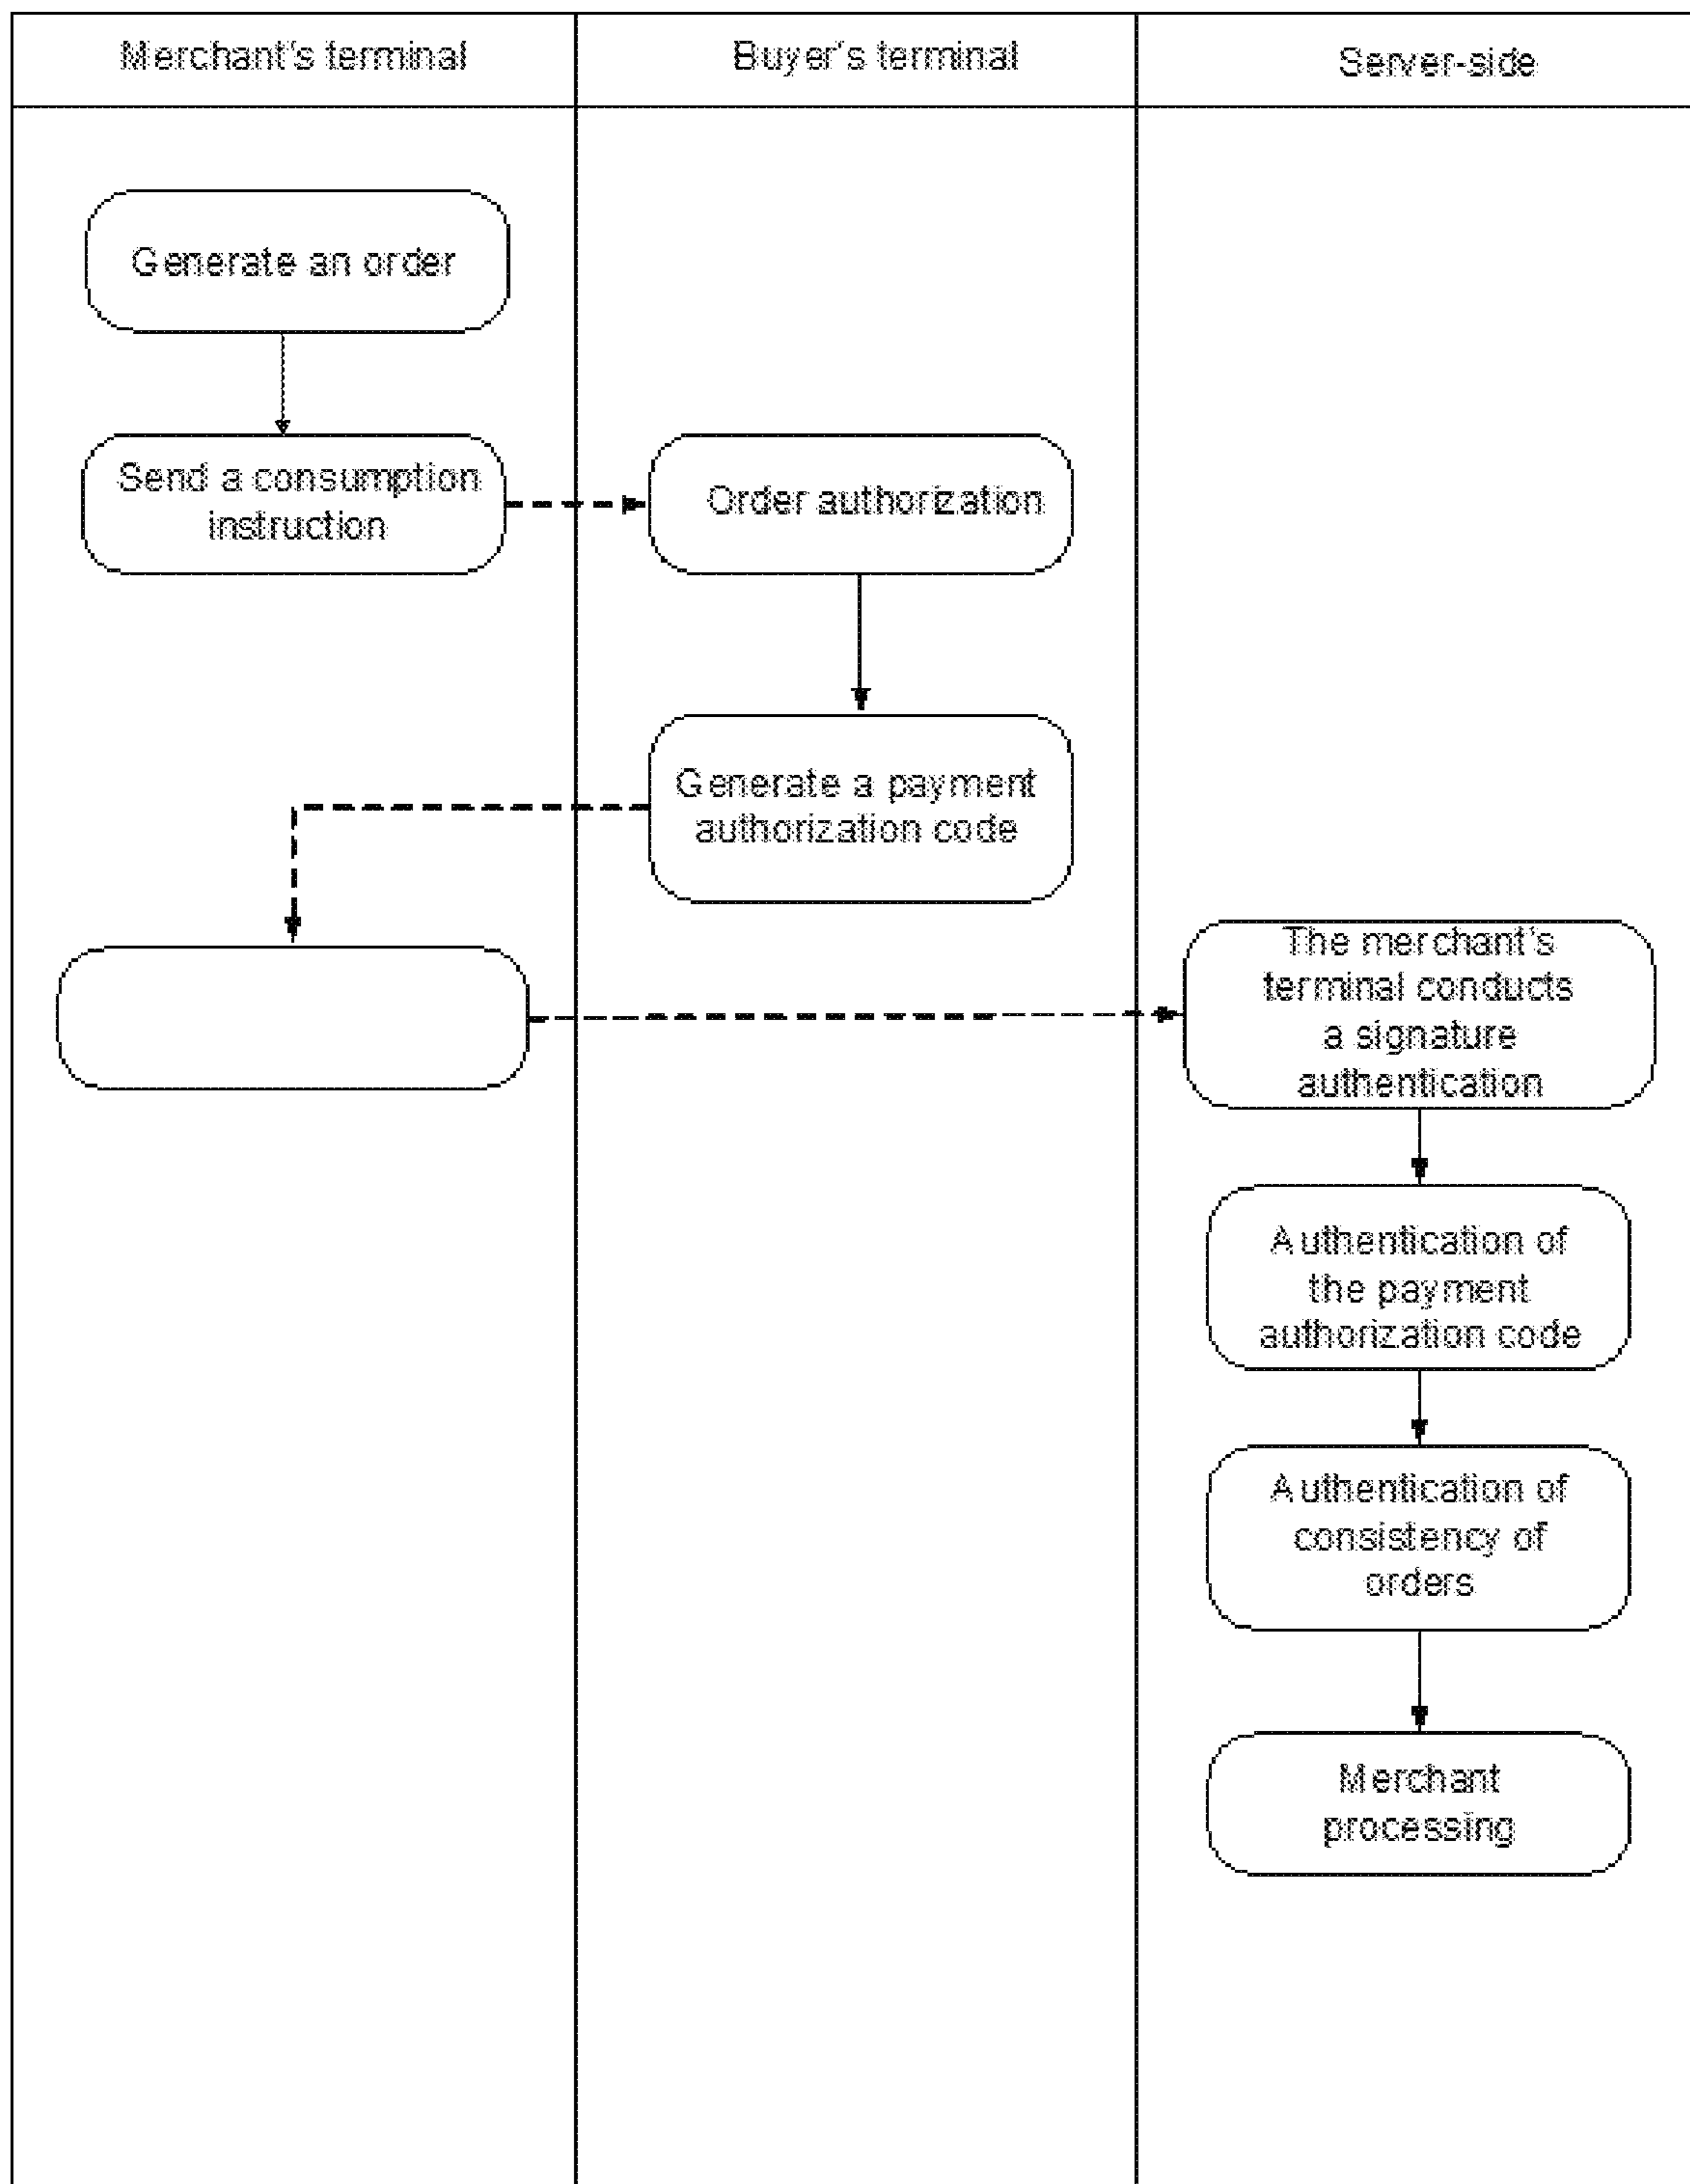 Merchant's terminal
Buyer's terminal
Server-side
Generate an order
Send a consumption
instruction
Order authorization
Generate a payment
authorization code
The merchant's
terminal conducts
a signature
authentication
Authentication of
the payment
authorization code
Authentication of
consistency of
orders
Merchant
processing